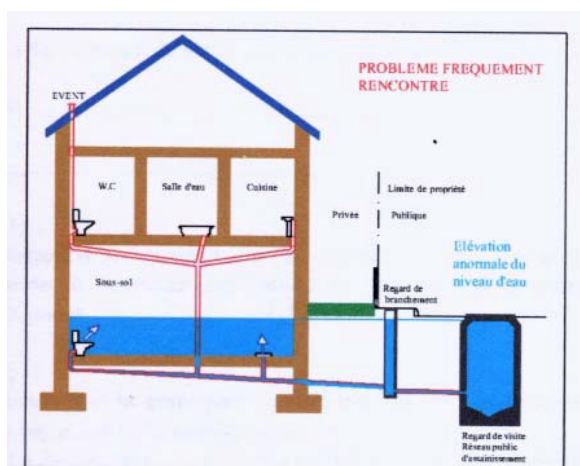 PROBLEME FREQUEMENT
RENCONTRE
EVENT
W.C
Salle d'eau
Cuisine
Limite de propriété
Privée
Publique
Elévation
anormale du
niveau d'eau
Sous-sol
Regard de
branchement
Regard de visite
Réseau public
d'assainissement